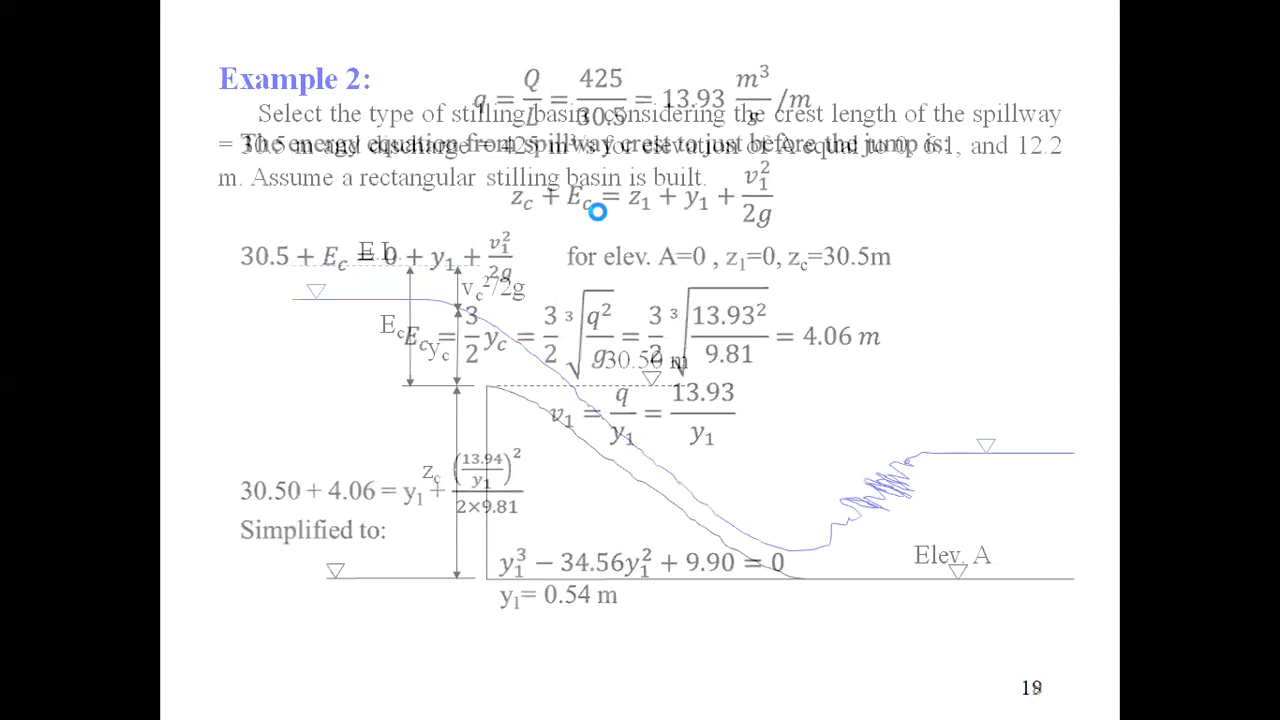 Example 2:
q = Q/L = 425/30.5 = 13.93 m³/s /m
Select the type of stilling basin, considering the crest length of the spillway
= 30.5 m and discharge = 425 m³/s for elevation of A equal to 0, 6.1, and 12.2
The energy equation from spillway crest to just before the jump is:
m. Assume a rectangular stilling basin is built.
z_c + E_c = z_1 + y_1 + v_1²/2g
30.5 + E_c = 0 + y_1 + v_1²/2g for elev. A=0 , z_1=0, z_c=30.5m
E.L
v_c²/2g
E_c
y_c
E_c = 3/2 y_c = 3/2 ∛(q²/g) = 3/2 ∛(13.93²/9.81) = 4.06 m
30.50 m
v_1 = q/y_1 = 13.93/y_1
z_c
30.50 + 4.06 = y_1 + (13.94/y_1)²/2×9.81
Simplified to:
Elev. A
y_1³ − 34.56y_1² + 9.90 = 0
y_1= 0.54 m